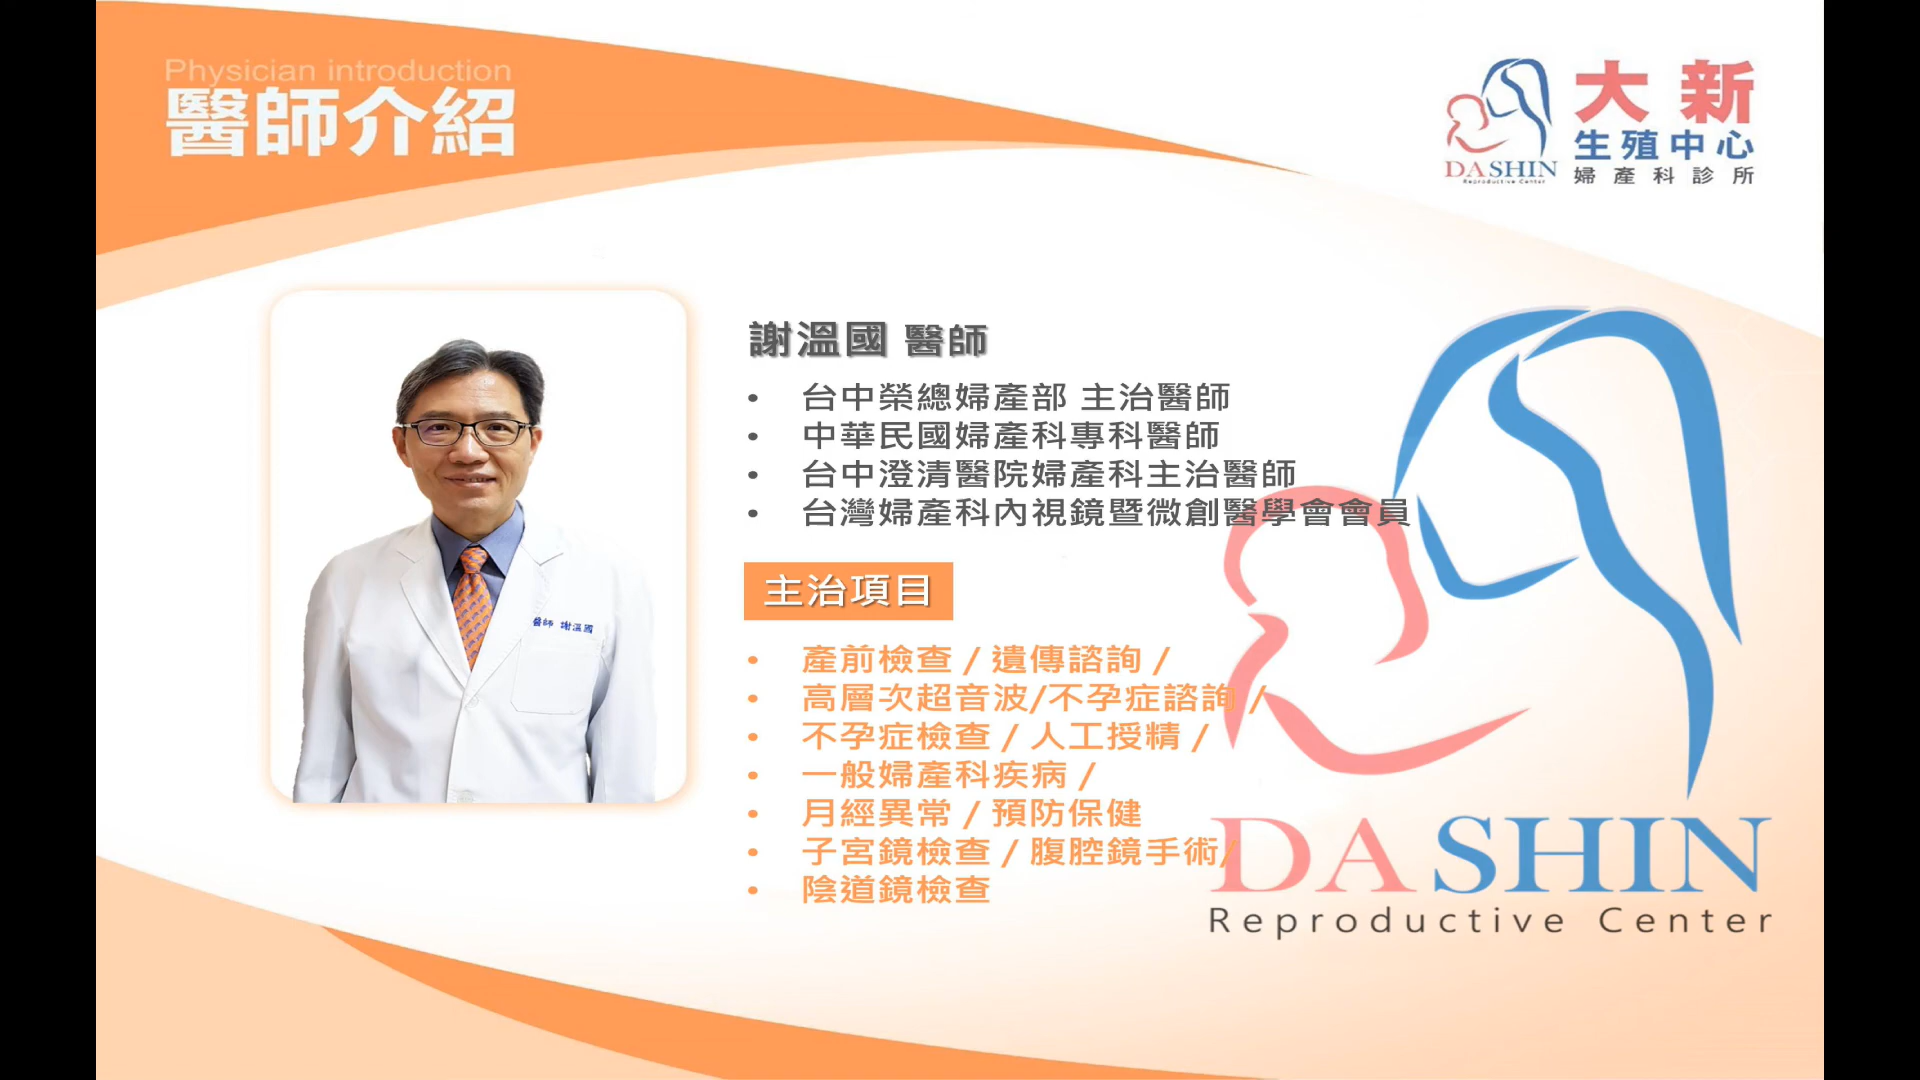 Physician introduction
醫師介紹
大新
生殖中心
婦產科診所
DASHIN
Reproductive Center
謝溫國 醫師
• 台中榮總婦產部 主治醫師
• 中華民國婦產科專科醫師
• 台中澄清醫院婦產科主治醫師
• 台灣婦產科內視鏡暨微創醫學會會員
醫師 謝溫國
主治項目
• 產前檢查 / 遺傳諮詢 /
• 高層次超音波/不孕症諮詢 /
• 不孕症檢查 / 人工授精 /
• 一般婦產科疾病 /
• 月經異常 / 預防保健
• 子宮鏡檢查 / 腹腔鏡手術/
• 陰道鏡檢查
DASHIN
Reproductive Center